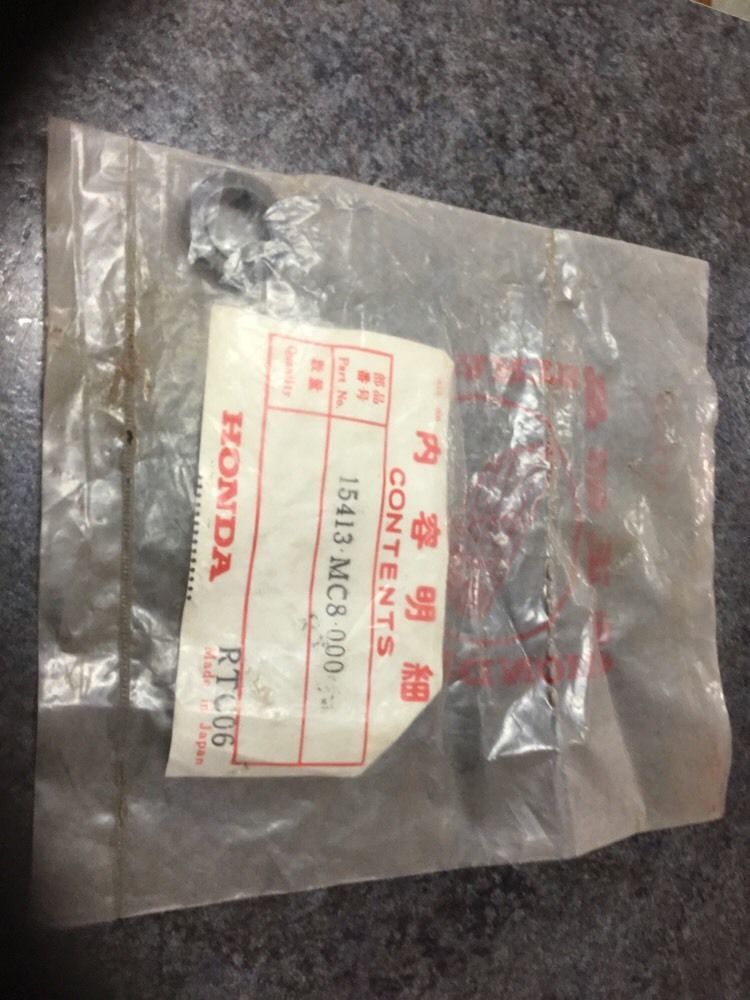 内容明細
CONTENTS
部品
番号
Part No.
15413-MC8-000
数量
Quantity
HONDA
RTC06
Made in Japan
HONDA